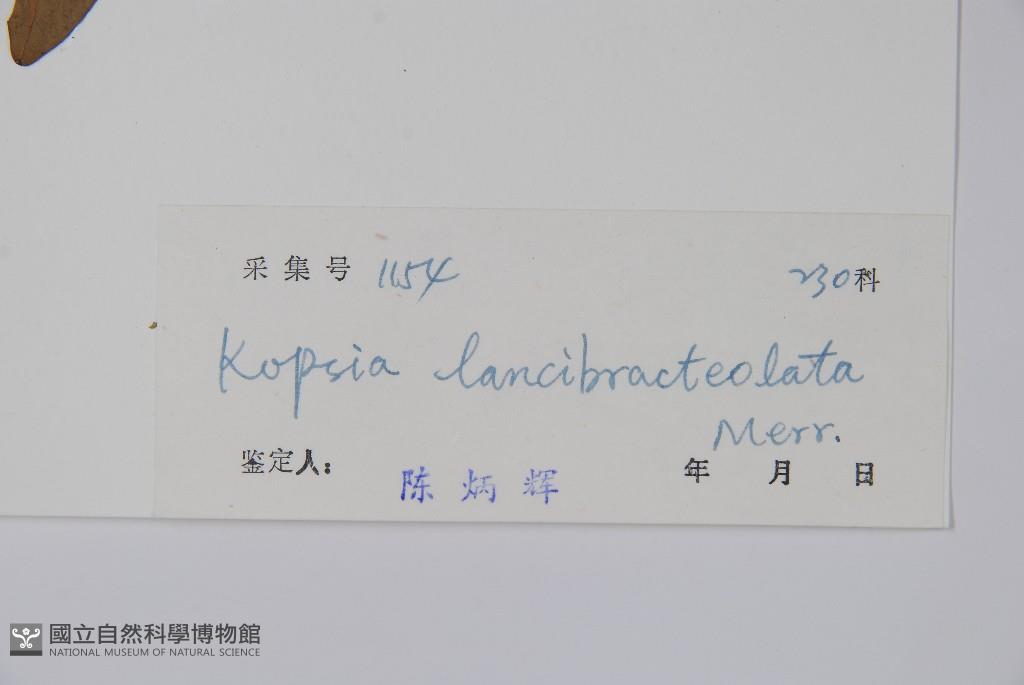 采集号 1154 230科
Kopsia lancibracteolata
Merr.
鉴定人: 陈炳辉 年 月 日
國立自然科學博物館
NATIONAL MUSEUM OF NATURAL SCIENCE